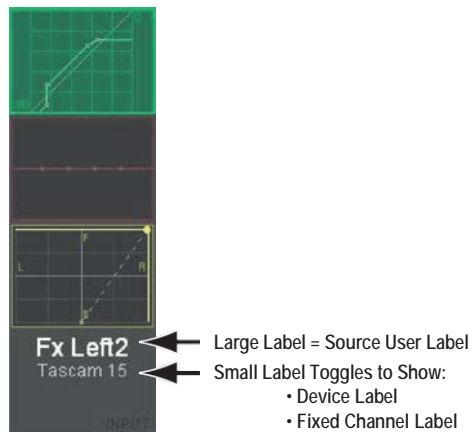 F
L
R
B
Fx Left2
Large Label = Source User Label
Tascam 15
Small Label Toggles to Show:
• Device Label
• Fixed Channel Label
INPUT